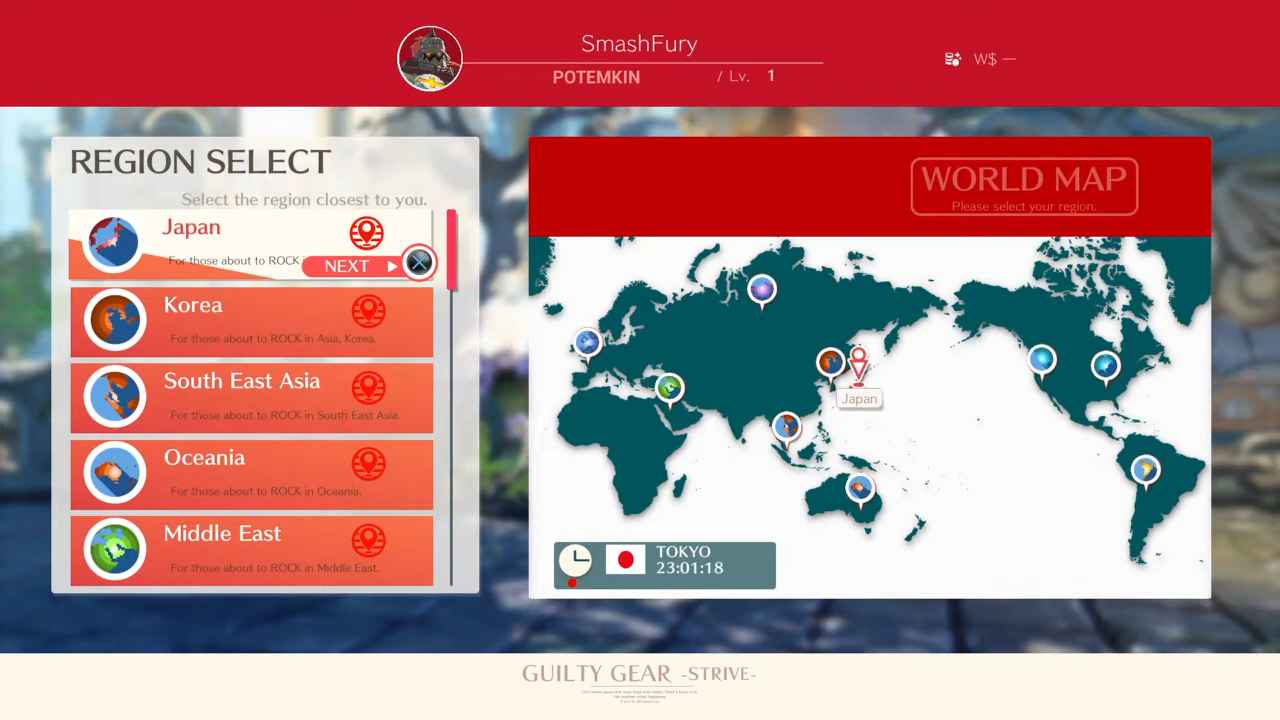 SmashFury
POTEMKIN / Lv. 1
W$ —
REGION SELECT
Select the region closest to you.
Japan
For those about to ROCK
NEXT
Korea
For those about to ROCK in Asia, Korea.
South East Asia
For those about to ROCK in South East Asia.
Oceania
For those about to ROCK in Oceania.
Middle East
For those about to ROCK in Middle East.
WORLD MAP
Please select your region.
Japan
TOKYO
23:01:18
GUILTY GEAR -STRIVE-